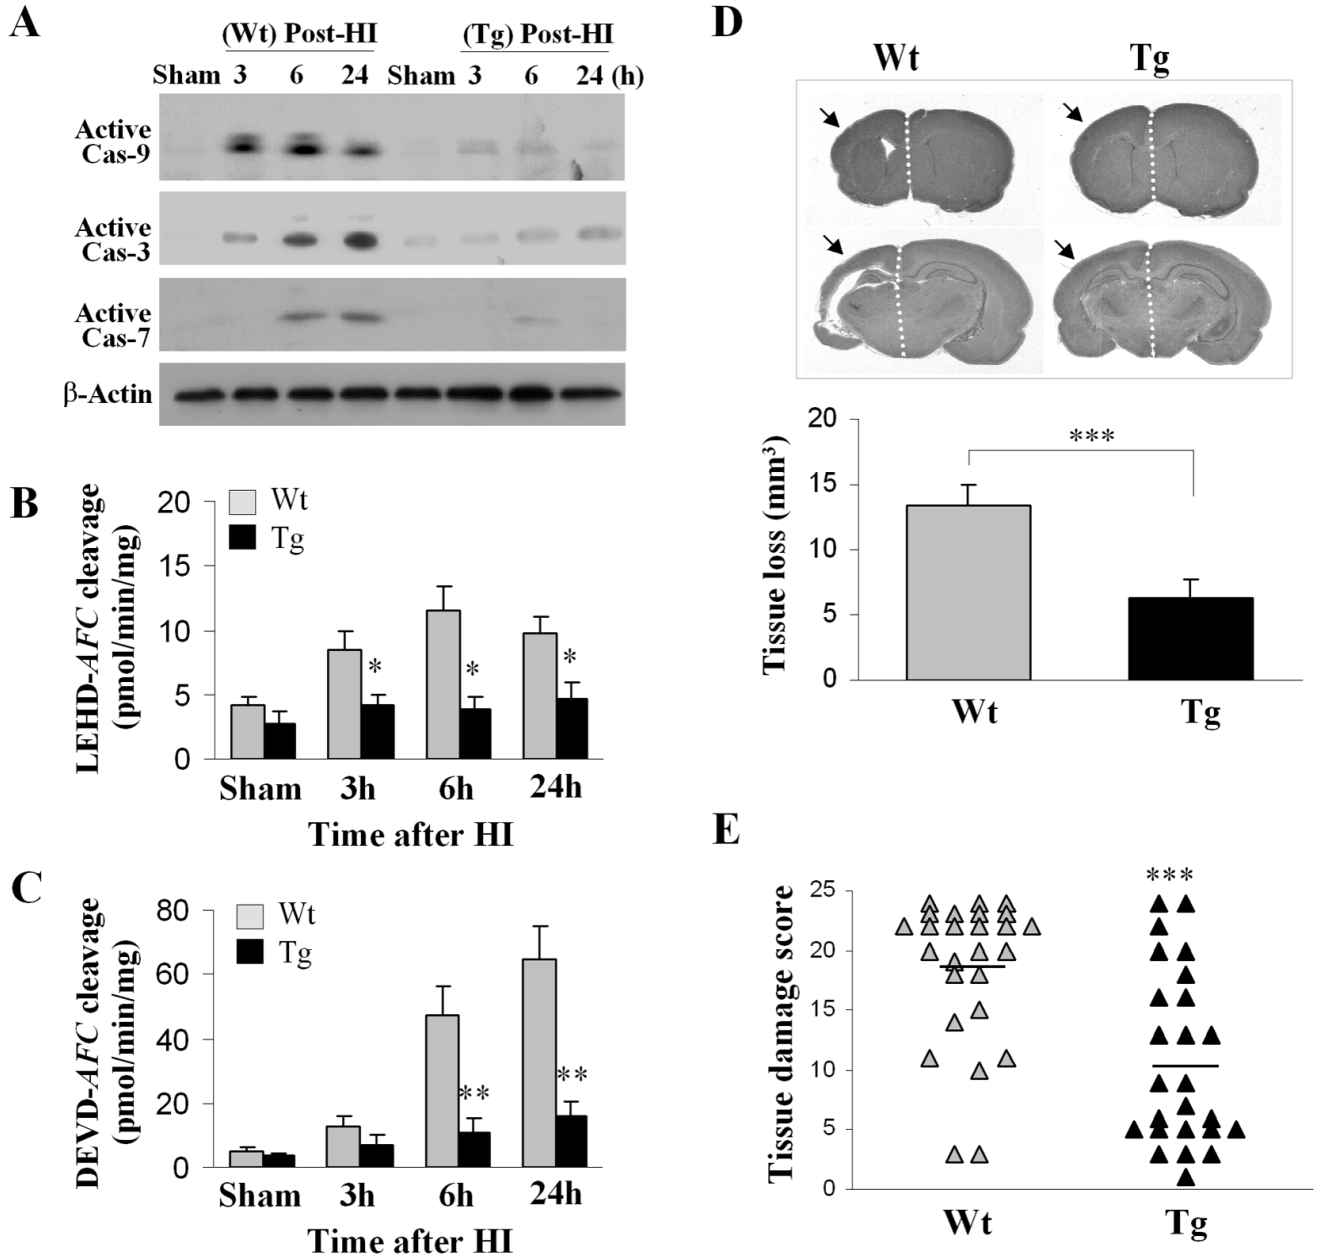 A
(Wt) Post-HI (Tg) Post-HI
Sham 3 6 24 Sham 3 6 24 (h)
Active
Cas-9
Active
Cas-3
Active
Cas-7
β-Actin
B
LEHD-AFC cleavage
(pmol/min/mg)
20
15
10
5
0
Wt
Tg
*
*
*
Sham 3h 6h 24h
Time after HI
C
DEVD-AFC cleavage
(pmol/min/mg)
80
60
40
20
0
Wt
Tg
**
**
Sham 3h 6h 24h
Time after HI
D
Wt Tg
Tissue loss (mm³)
20
15
10
5
0
***
Wt Tg
E
Tissue damage score
25
20
15
10
5
0
***
Wt Tg